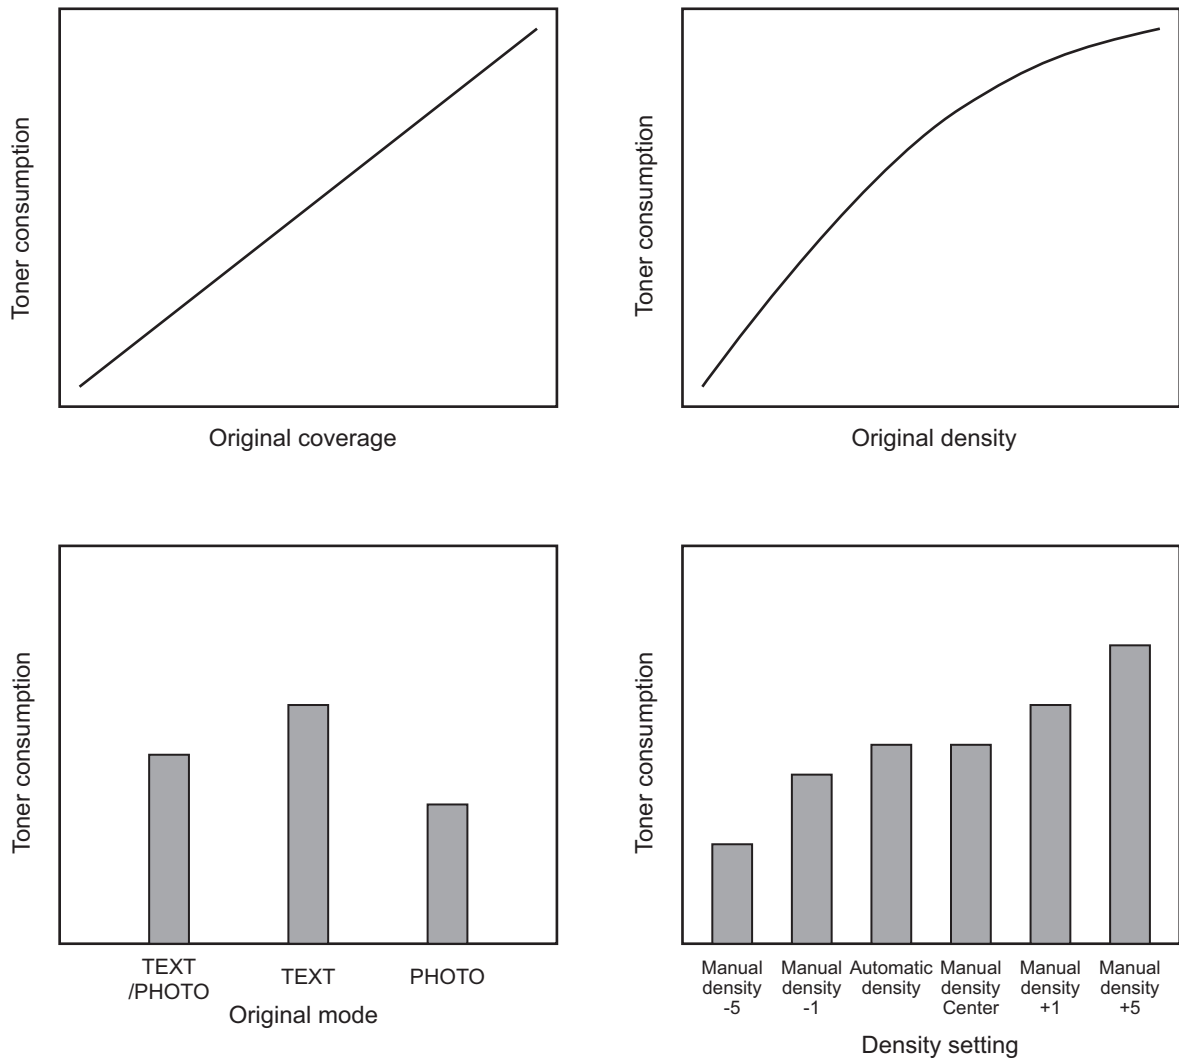 Toner consumption
Original coverage
Toner consumption
Original density
Toner consumption
TEXT
/PHOTO
TEXT
PHOTO
Original mode
Toner consumption
Manual
density
-5
Manual
density
-1
Automatic
density
Manual
density
Center
Manual
density
+1
Manual
density
+5
Density setting